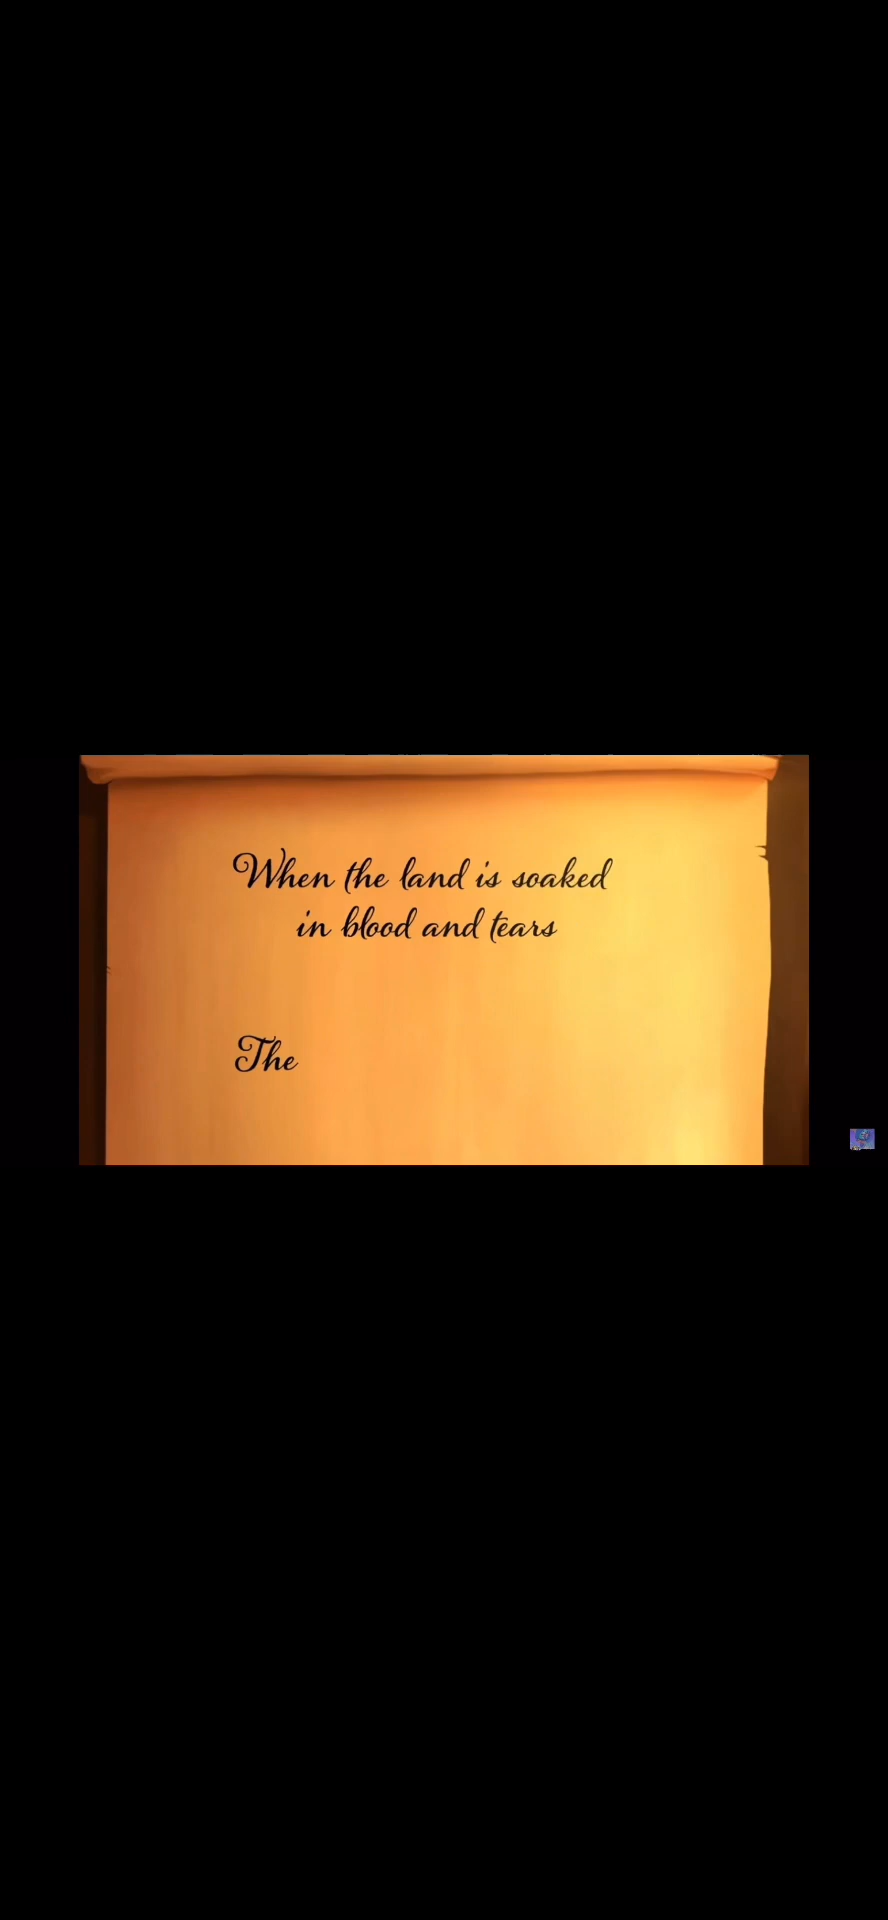 When the land is soaked
in blood and tears
The